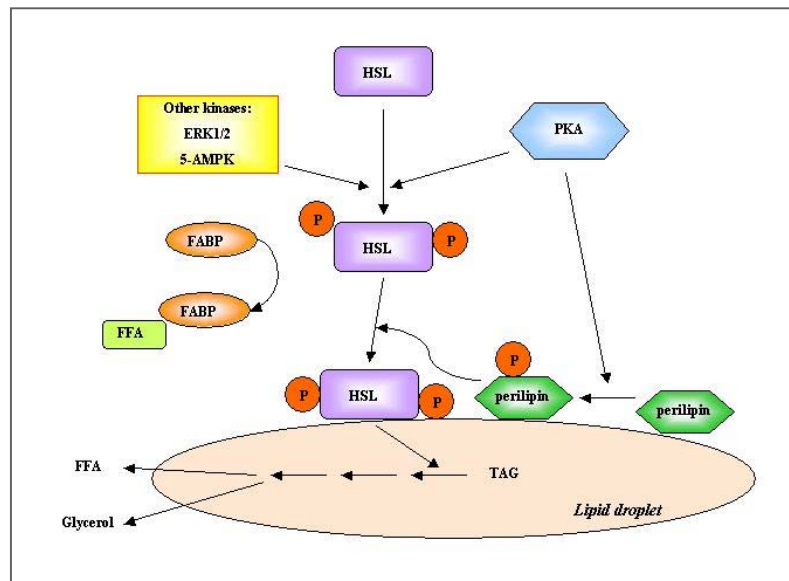 HSL
Other kinases:
ERK1/2
5-AMPK
PKA
P
HSL
P
FABP
FABP
FFA
P
P
HSL
P
perilipin
perilipin
FFA
TAG
Glycerol
Lipid droplet